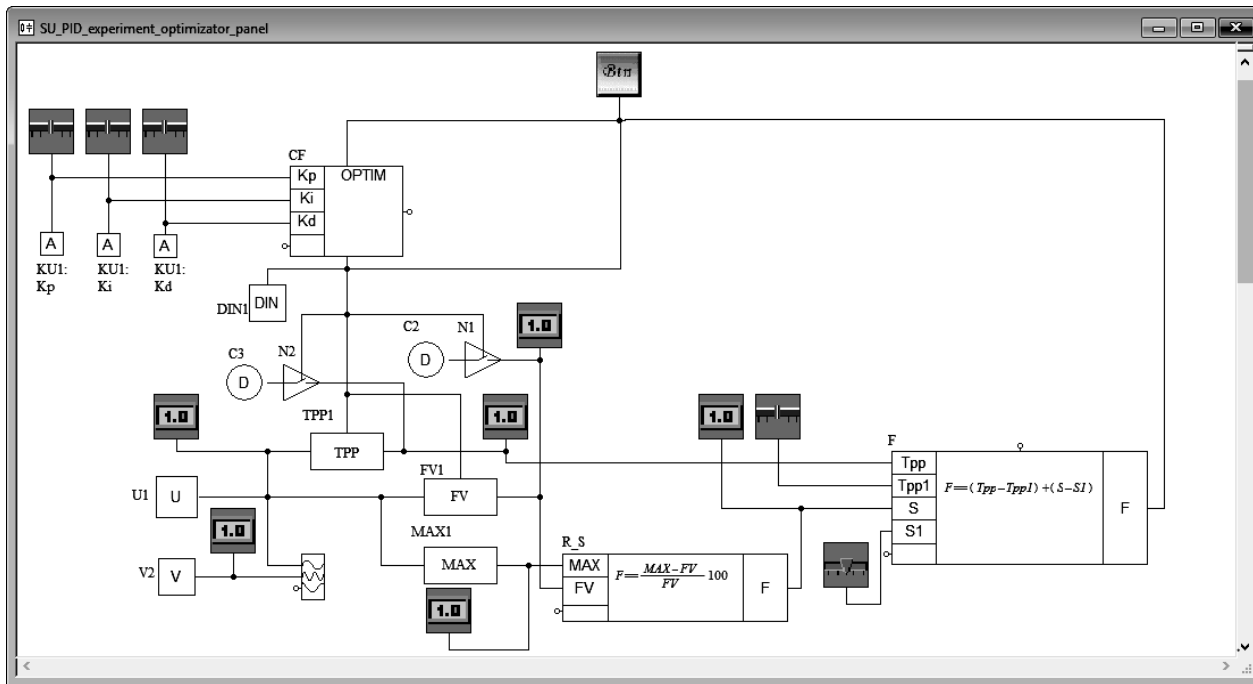 SU_PID_experiment_optimizator_panel
Btn
CF
Kp
OPTIM
Ki
Kd
A
A
A
KU1:
Kp
KU1:
Ki
KU1:
Kd
DIN1
DIN
C3
D
N2
C2
D
N1
1.0
1.0
1.0
1.0
TPP1
TPP
FV1
FV
U1
U
1.0
MAX1
MAX
V2
V
1.0
R_S
MAX
FV
F=(MAX-FV)/FV 100
F
F
Tpp
Tpp1
S
S1
F=(Tpp-Tpp1)+(S-S1)
F